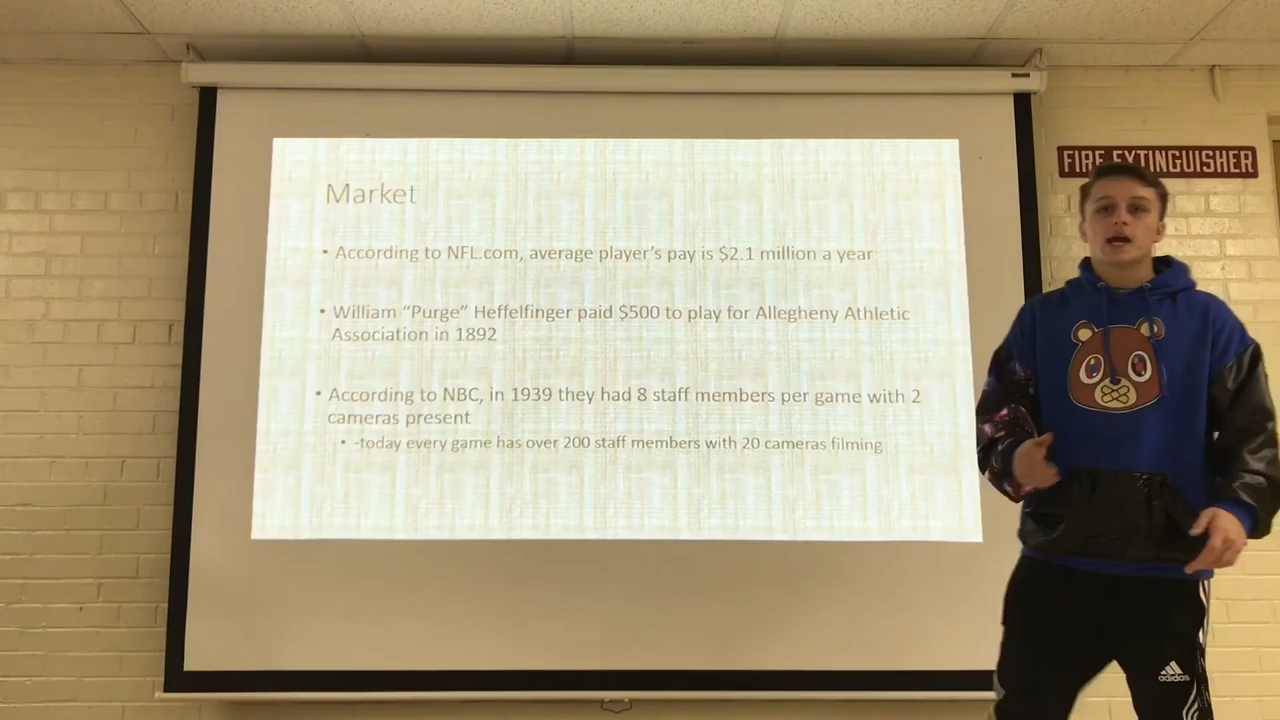 FIRE EXTINGUISHER
Market
• According to NFL.com, average player's pay is $2.1 million a year
• William “Purge” Heffelfinger paid $500 to play for Allegheny Athletic
Association in 1892
• According to NBC, in 1939 they had 8 staff members per game with 2
cameras present
• -today every game has over 200 staff members with 20 cameras filming
adidas